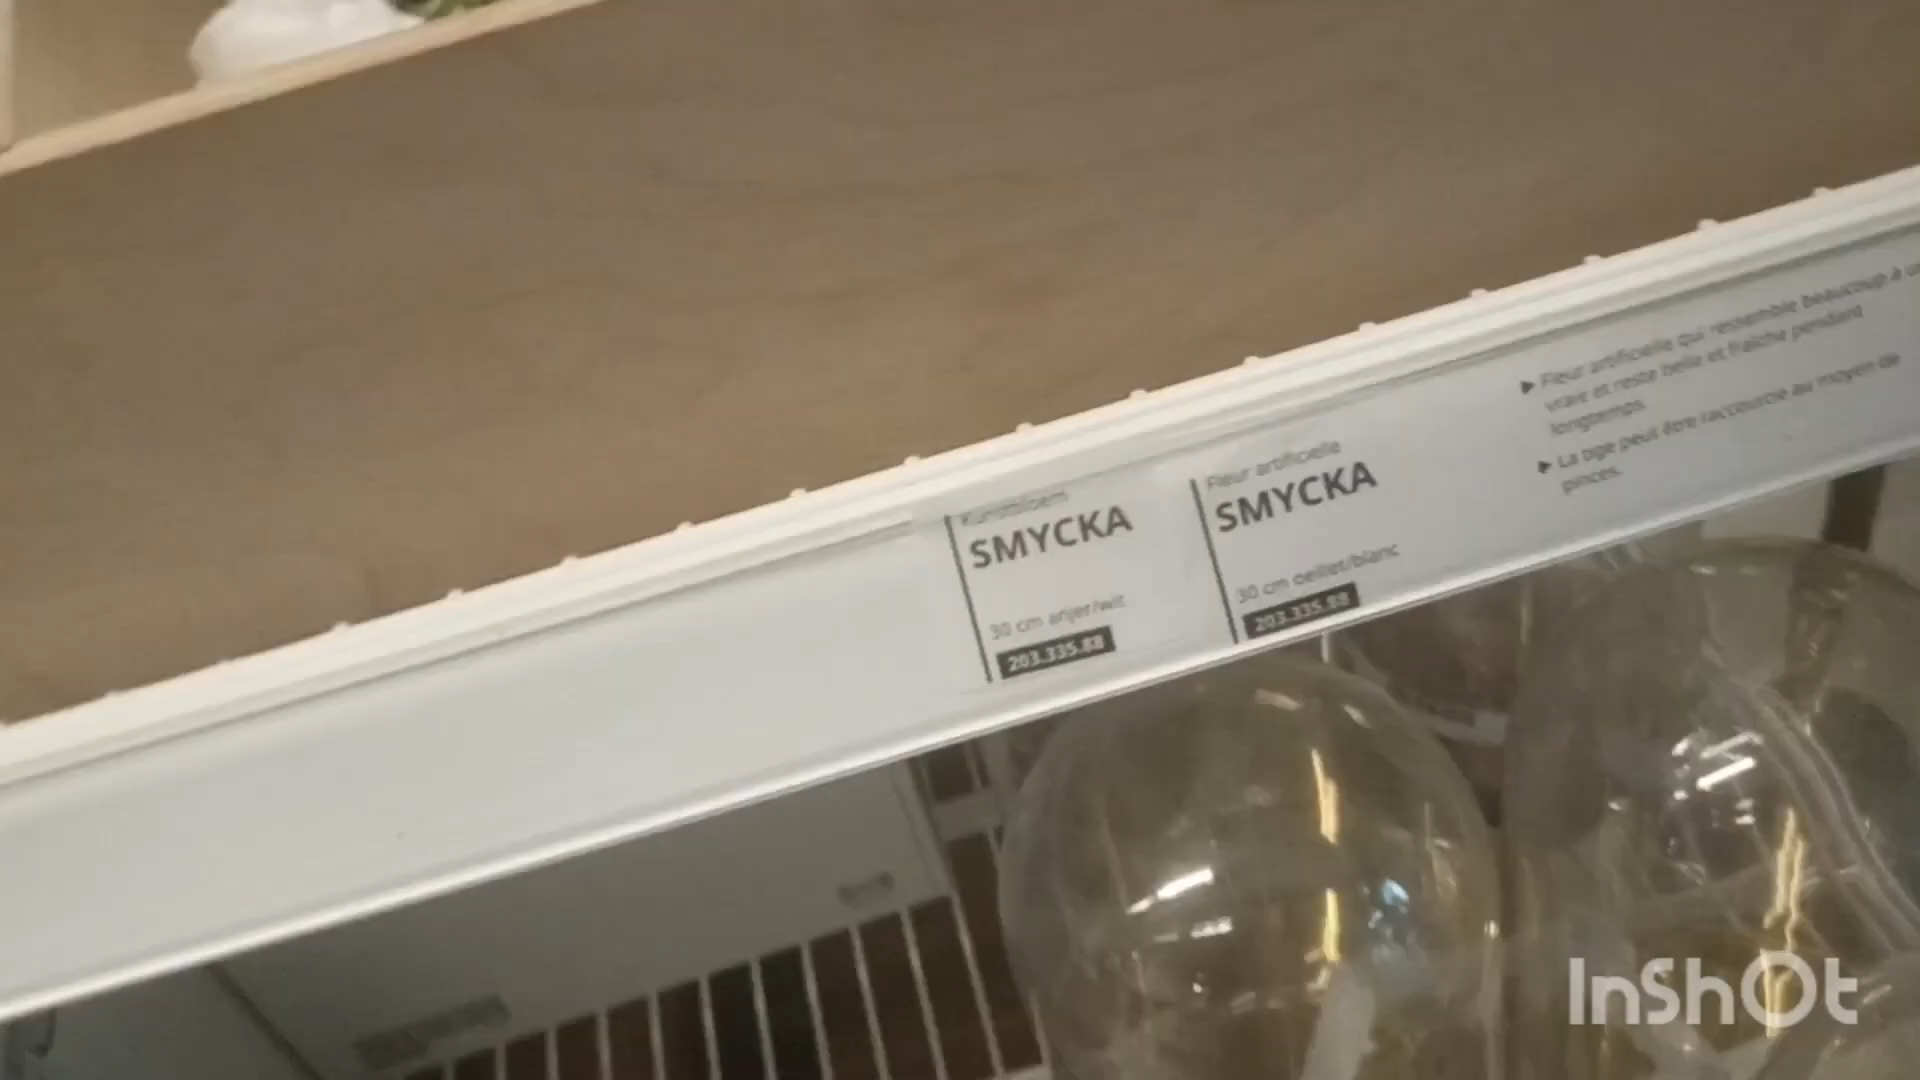 Kunstbloem
SMYCKA
30 cm anjer/wit
203.335.88
Fleur artificielle
SMYCKA
30 cm oeillet/blanc
203.335.88
▶ Fleur artificielle qui ressemble beaucoup à
vraie et reste belle et fraîche pendant
longtemps.
▶ La tige peut être raccourcie au moyen de
pinces.
InShOt